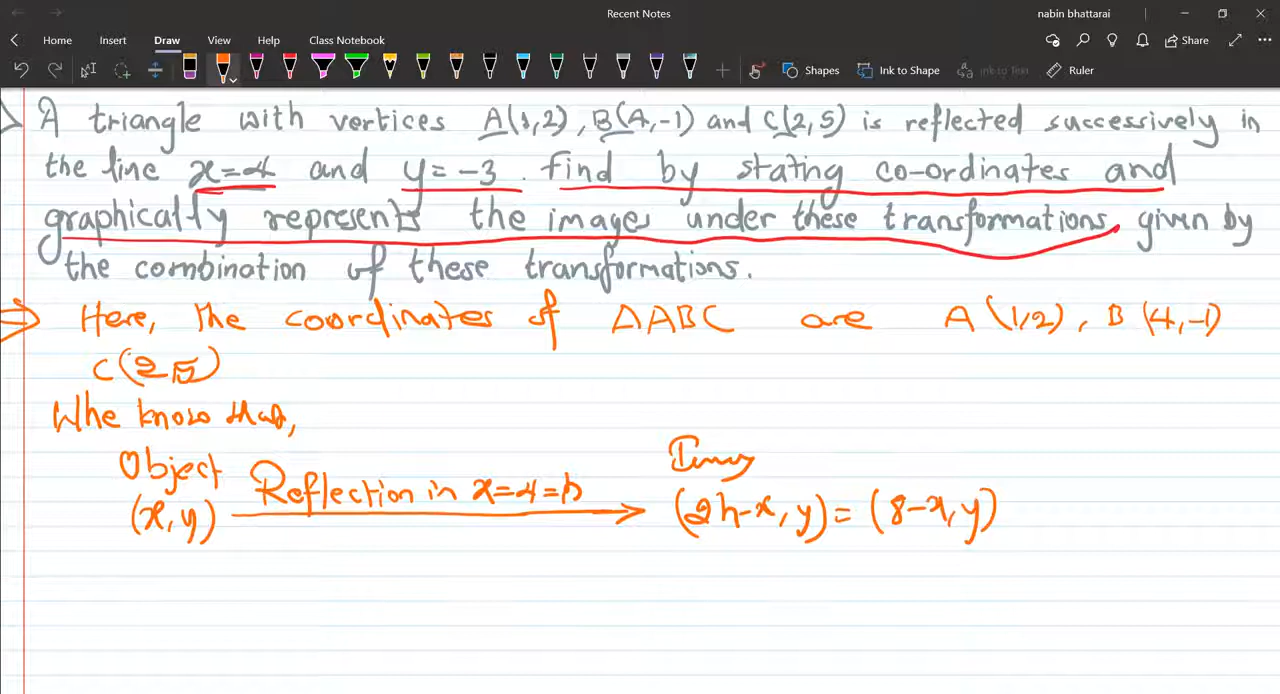 Recent Notes
nabin bhattarai
Home Insert Draw View Help Class Notebook
Share
Shapes Ink to Shape Ink to Text Ruler
A triangle with vertices A(1,2), B(4,-1) and C(2,5) is reflected successively in
the line x=4 and y=-3. find by stating co-ordinates and
graphically represents the images under these transformations, given by
the combination of these transformations.
⇒ Here, the coordinates of ΔABC are A(1,2), B(4,-1)
C(2,5)
Whe know that,
Object
Reflection in x=4=h
(x,y) → (2h-x, y) = (8-x, y)